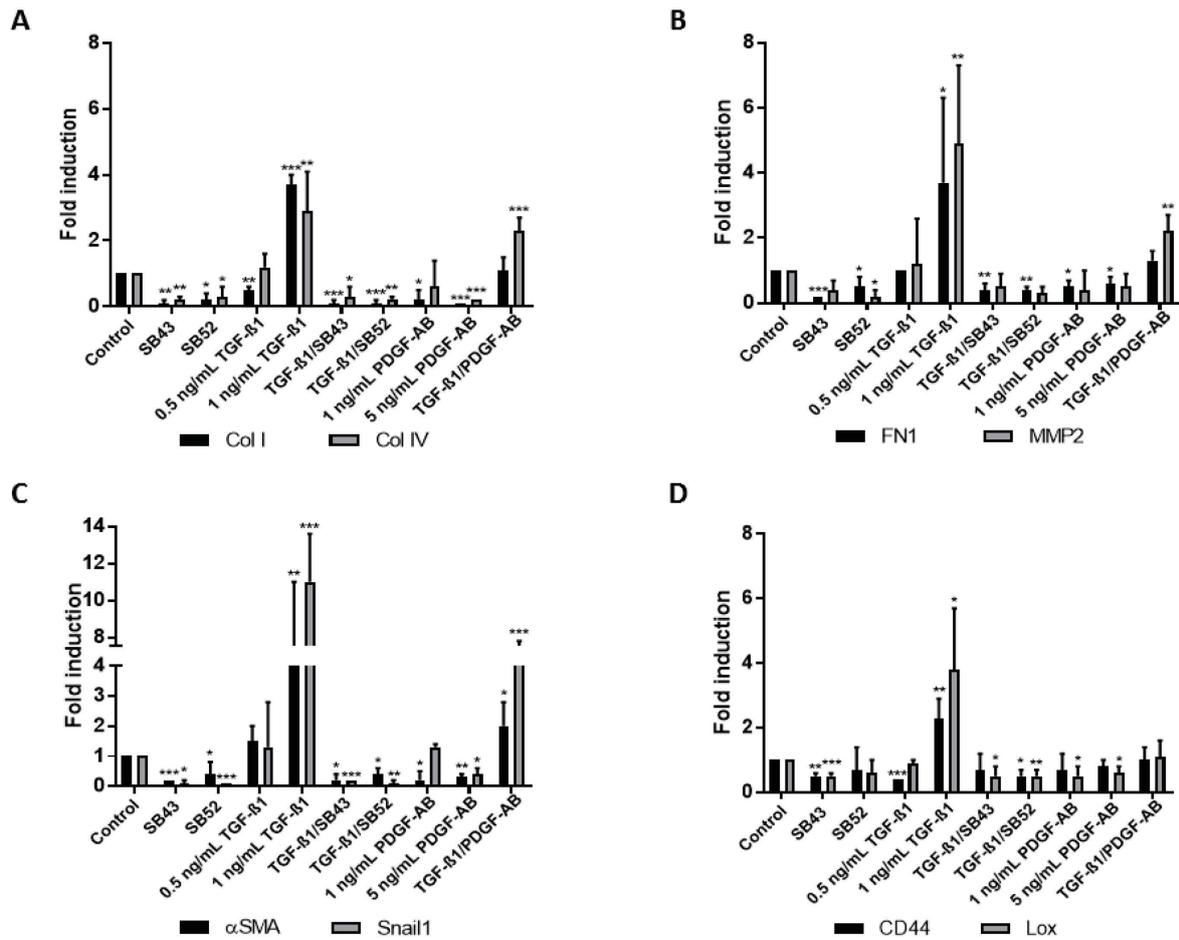 A
Fold induction
8
6
4
2
0
** ** * * ** *** ** *** * *** ** * *** *** ***
Control
SB43
SB52
0.5 ng/mL TGF-ß1
1 ng/mL TGF-ß1
TGF-ß1/SB43
TGF-ß1/SB52
1 ng/mL PDGF-AB
5 ng/mL PDGF-AB
TGF-ß1/PDGF-AB
Col I Col IV
B
Fold induction
8
6
4
2
0
*** * * * ** ** ** * * **
Control
SB43
SB52
0.5 ng/mL TGF-ß1
1 ng/mL TGF-ß1
TGF-ß1/SB43
TGF-ß1/SB52
1 ng/mL PDGF-AB
5 ng/mL PDGF-AB
TGF-ß1/PDGF-AB
FN1 MMP2
C
Fold induction
14
12
10
8
4
3
2
1
0
*** * * *** ** *** * *** * ** * ** * * ***
Control
SB43
SB52
0.5 ng/mL TGF-ß1
1 ng/mL TGF-ß1
TGF-ß1/SB43
TGF-ß1/SB52
1 ng/mL PDGF-AB
5 ng/mL PDGF-AB
TGF-ß1/PDGF-AB
αSMA Snail1
D
Fold induction
8
6
4
2
0
** *** *** ** * * * ** * *
Control
SB43
SB52
0.5 ng/mL TGF-ß1
1 ng/mL TGF-ß1
TGF-ß1/SB43
TGF-ß1/SB52
1 ng/mL PDGF-AB
5 ng/mL PDGF-AB
TGF-ß1/PDGF-AB
CD44 Lox